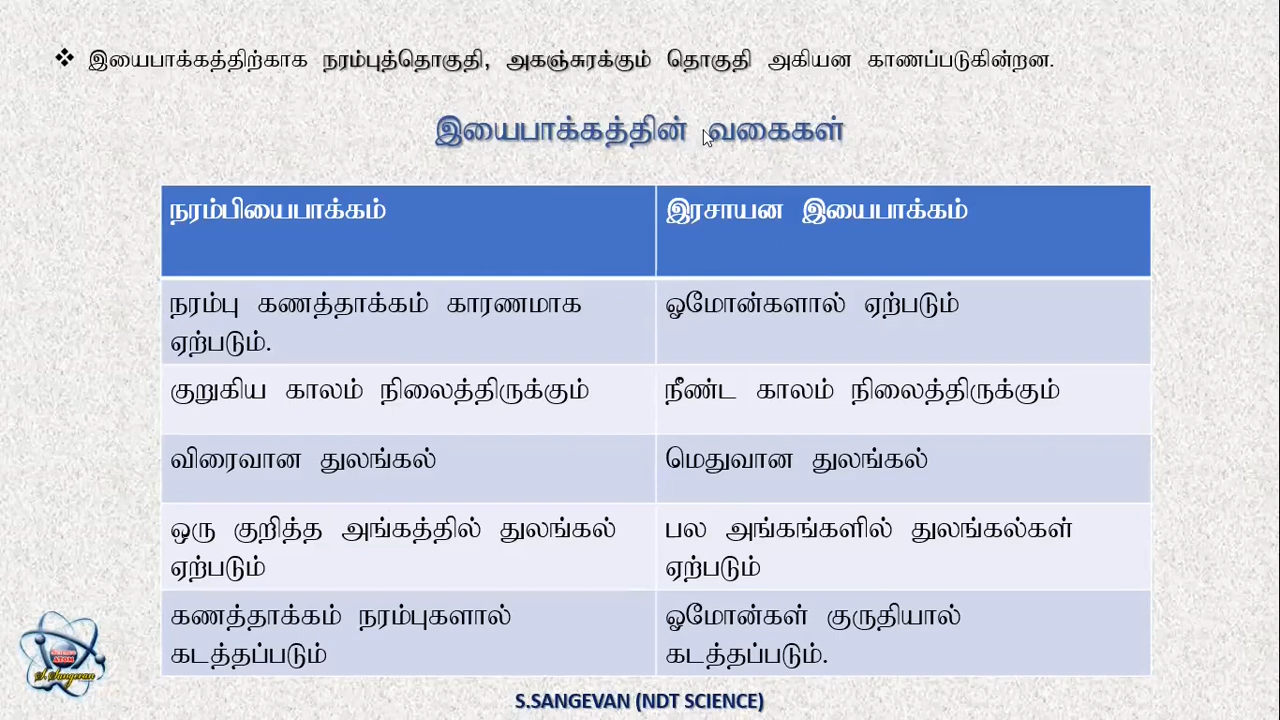 ❖ இயைபாக்கத்திற்காக நரம்புத்தொகுதி, அகஞ்சுரக்கும் தொகுதி அகியன காணப்படுகின்றன.
இயைபாக்கத்தின் வகைகள்
நரம்பியைபாக்கம்
இரசாயன இயைபாக்கம்
நரம்பு கணத்தாக்கம் காரணமாக
ஏற்படும்.
ஓமோன்களால் ஏற்படும்
குறுகிய காலம் நிலைத்திருக்கும்
நீண்ட காலம் நிலைத்திருக்கும்
விரைவான துலங்கல்
மெதுவான துலங்கல்
ஒரு குறித்த அங்கத்தில் துலங்கல்
ஏற்படும்
பல அங்கங்களில் துலங்கல்கள்
ஏற்படும்
கணத்தாக்கம் நரம்புகளால்
கடத்தப்படும்
ஓமோன்கள் குருதியால்
கடத்தப்படும்.
Science
ATOM
S.Sangevan
S.SANGEVAN (NDT SCIENCE)